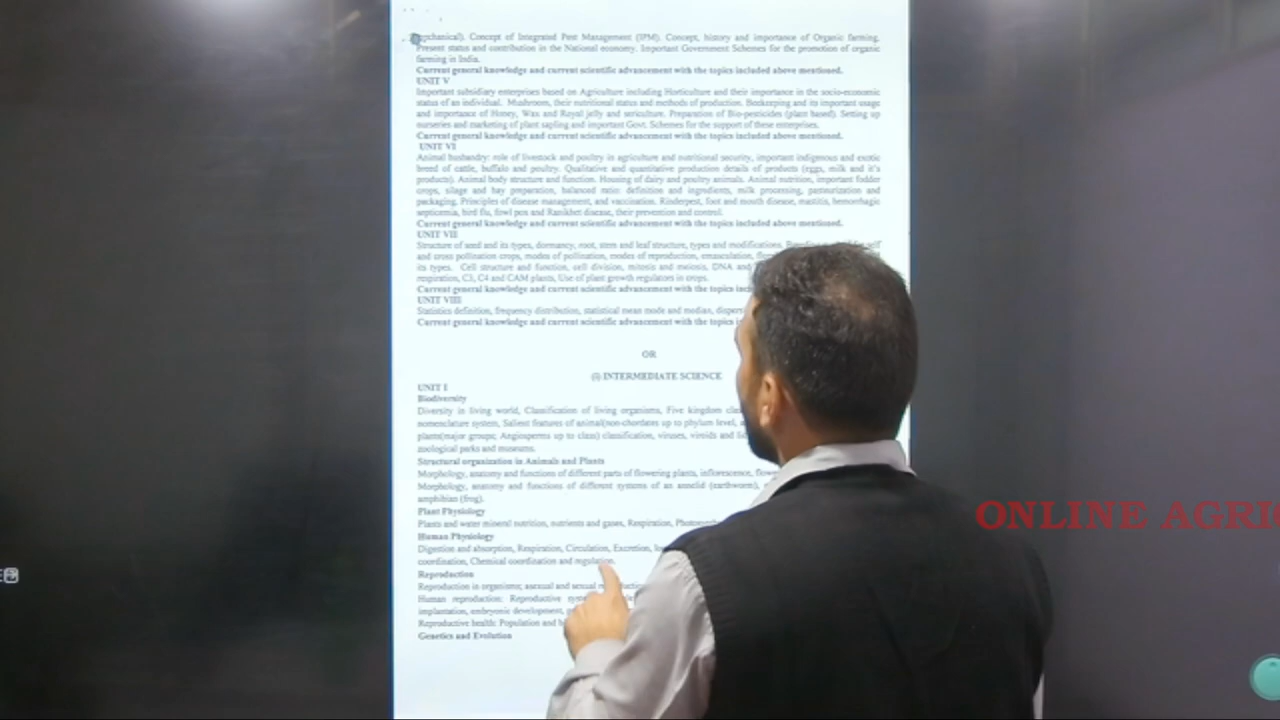 Concept of Integrated Pest Management (IPM). Concept, history and importance of Organic farming.
Present status and contribution in the National economy. Important Government Schemes for the promotion of organic
farming in India.
Current general knowledge and current scientific advancement with the topics included above mentioned.
UNIT V
Important subsidiary enterprises based on Agriculture including Horticulture and their importance in the socio-economic
status of an individual. Mushroom, their nutritional status and methods of production. Beekeeping and its important usage
and importance of Honey, Wax and Royal jelly and sericulture. Preparation of Bio-pesticides (plant based). Setting up
nurseries and marketing of plant sapling and important Govt. Schemes for the support of these enterprises.
Current general knowledge and current scientific advancement with the topics included above mentioned.
UNIT VI
Animal husbandry: role of livestock and poultry in agriculture and nutritional security, important indigenous and exotic
breed of cattle, buffalo and poultry. Qualitative and quantitative production details of products (eggs, milk and it's
products). Animal body structure and function. Housing of dairy and poultry animals. Animal nutrition, important fodder
crops, silage and hay preparation, balanced ratio: definition and ingredients, milk processing, pasteurization and
packaging. Principles of disease management, and vaccination. Rinderpest, foot and mouth disease, mastitis, hemorrhagic
septicemia, bird flu, fowl pox and Ranikhet disease, their prevention and control.
Current general knowledge and current scientific advancement with the topics included above mentioned.
UNIT VII
Structure of seed and its types, dormancy, root, stem and leaf structure, types and modifications. self
and cross pollination crops, modes of pollination, modes of reproduction, emasculation,
its types. Cell structure and function, cell division, mitosis and meiosis, DNA and
respiration, C3, C4 and CAM plants, Use of plant growth regulators in crops.
Current general knowledge and current scientific advancement with the topics
UNIT VIII
Statistics definition, frequency distribution, statistical mean mode and median,
Current general knowledge and current scientific advancement with the topics
OR
(i) INTERMEDIATE SCIENCE
UNIT I
Biodiversity
Diversity in living world, Classification of living organisms, Five kingdom
nomenclature system, Salient features of animal(non-chordates up to phylum level,
plants(major groups; Angiosperms up to class) classification, viruses, viroids and
zoological parks and museums.
Structural organization in Animals and Plants
Morphology, anatomy and functions of different parts of flowering plants, inflorescence,
Morphology, anatomy and functions of different systems of an annelid (earthworm),
amphibian (frog).
Plant Physiology
Plants and water mineral nutrition, nutrients and gases, Respiration,
Human Physiology
Digestion and absorption, Respiration, Circulation, Excretion,
coordination, Chemical coordination and regulation.
Reproduction
Reproduction in organisms; asexual and sexual
Human reproduction: Reproductive
implantation, embryonic development,
Reproductive health: Population and
Genetics and Evolution
ONLINE AGRIC